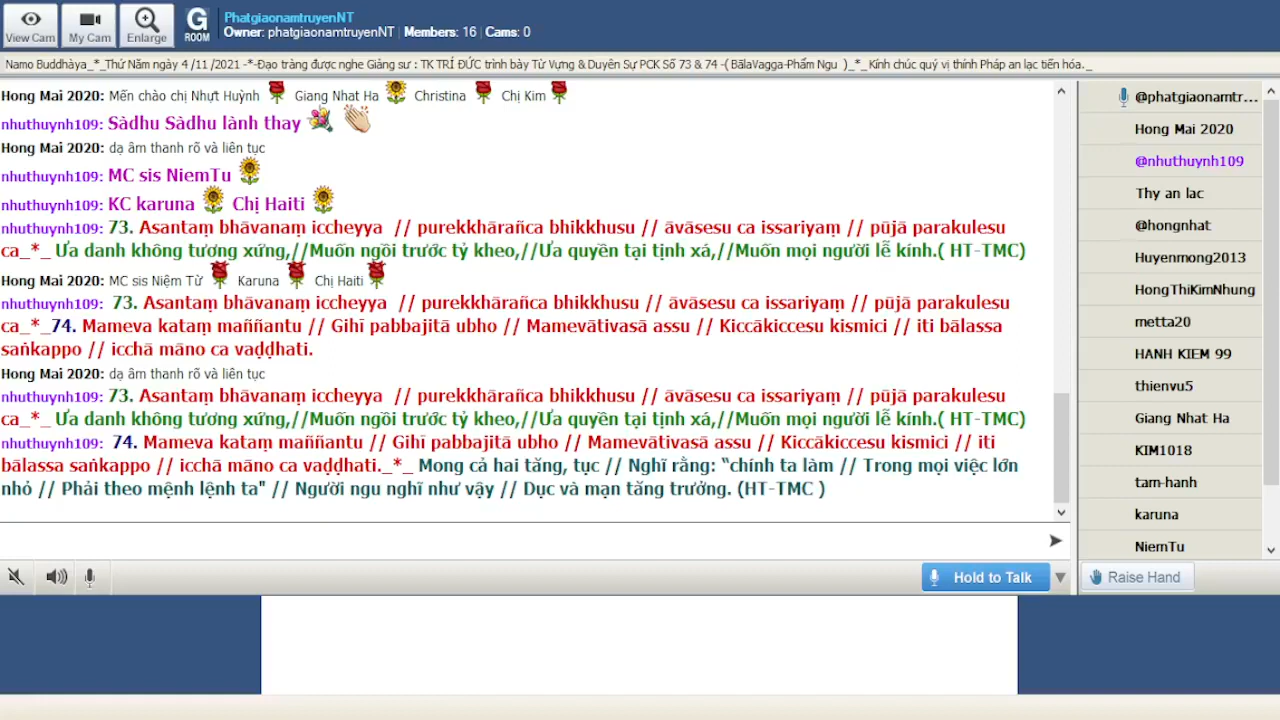 View Cam
My Cam
Enlarge
G
ROOM
PhatgiaonamtruyenNT
Owner: phatgiaonamtruyenNT | Members: 16 | Cams: 0
Namo Buddhàya_*_Thứ Năm ngày 4 /11 /2021 -*-Đạo tràng được nghe Giảng sư : TK TRÍ ĐỨC trình bày Từ Vựng & Duyên Sự PCK Số 73 & 74 -( BālaVagga-Phẩm Ngu )_*_ Kính chúc quý vị thính Pháp an lạc tiến hóa._
Hong Mai 2020: Mến chào chị Nhựt Huỳnh Giang Nhat Ha Christina Chị Kim
nhuthuynh109: Sàdhu Sàdhu lành thay
Hong Mai 2020: dạ âm thanh rõ và liên tục
nhuthuynh109: MC sis NiemTu
nhuthuynh109: KC karuna Chị Haiti
nhuthuynh109: 73. Asantaṃ bhāvanaṃ iccheyya // purekkhārañca bhikkhusu // āvāsesu ca issariyaṃ // pūjā parakulesu
ca_*_ Ưa danh không tương xứng,//Muốn ngồi trước tỷ kheo,//Ưa quyền tại tịnh xá,//Muốn mọi người lễ kính.( HT-TMC)
Hong Mai 2020: MC sis Niệm Từ Karuna Chị Haiti
nhuthuynh109: 73. Asantaṃ bhāvanaṃ iccheyya // purekkhārañca bhikkhusu // āvāsesu ca issariyaṃ // pūjā parakulesu
ca_*_74. Mameva kataṃ maññantu // Gihī pabbajitā ubho // Mamevātivasā assu // Kiccākiccesu kismici // iti bālassa
saṅkappo // icchā māno ca vaḍḍhati.
Hong Mai 2020: dạ âm thanh rõ và liên tục
nhuthuynh109: 73. Asantaṃ bhāvanaṃ iccheyya // purekkhārañca bhikkhusu // āvāsesu ca issariyaṃ // pūjā parakulesu
ca_*_ Ưa danh không tương xứng,//Muốn ngồi trước tỷ kheo,//Ưa quyền tại tịnh xá,//Muốn mọi người lễ kính.( HT-TMC)
nhuthuynh109: 74. Mameva kataṃ maññantu // Gihī pabbajitā ubho // Mamevātivasā assu // Kiccākiccesu kismici // iti
bālassa saṅkappo // icchā māno ca vaḍḍhati._*_ Mong cả hai tăng, tục // Nghĩ rằng: “chính ta làm // Trong mọi việc lớn
nhỏ // Phải theo mệnh lệnh ta" // Người ngu nghĩ như vậy // Dục và mạn tăng trưởng. (HT-TMC )
@phatgiaonamtr...
Hong Mai 2020
@nhuthuynh109
Thy an lac
@hongnhat
Huyenmong2013
HongThiKimNhung
metta20
HANH KIEM 99
thienvu5
Giang Nhat Ha
KIM1018
tam-hanh
karuna
NiemTu
Hold to Talk
Raise Hand